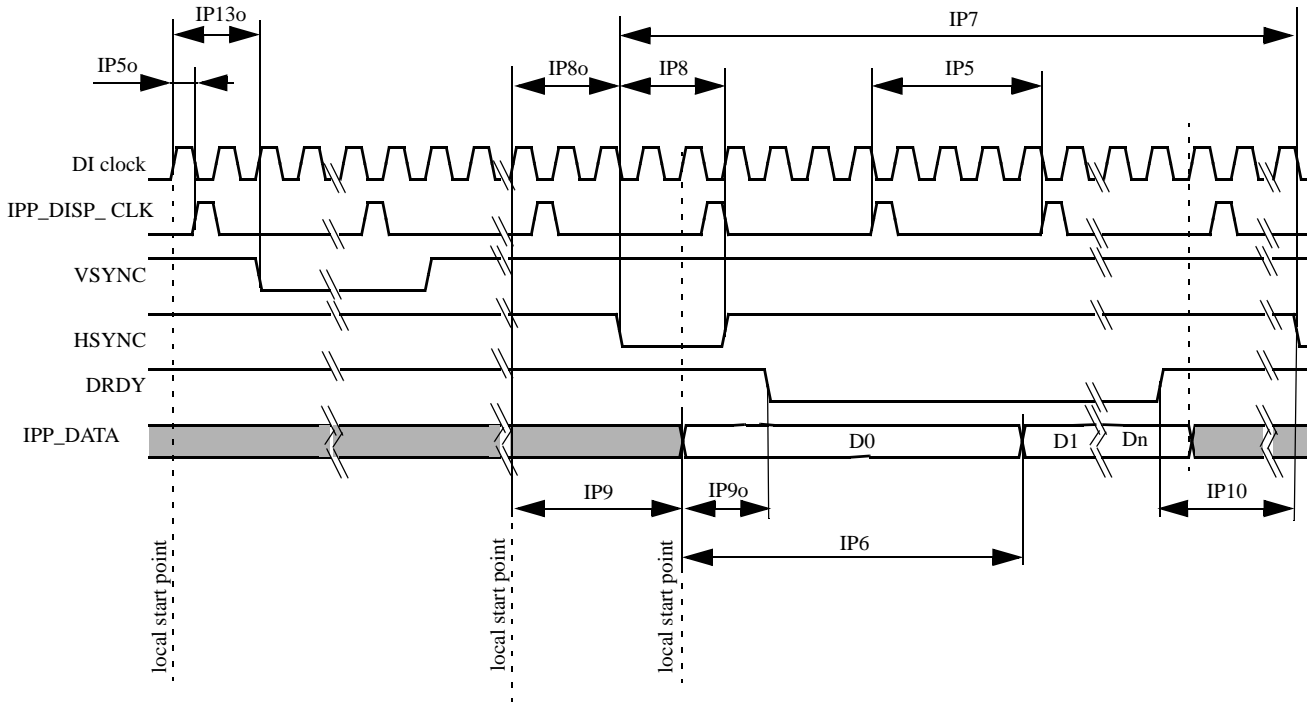 IP13o
IP7
IP5o
IP8o
IP8
IP5
DI clock
IPP_DISP_ CLK
VSYNC
HSYNC
DRDY
IPP_DATA
D0
D1
Dn
IP9
IP9o
IP10
IP6
local start point
local start point
local start point